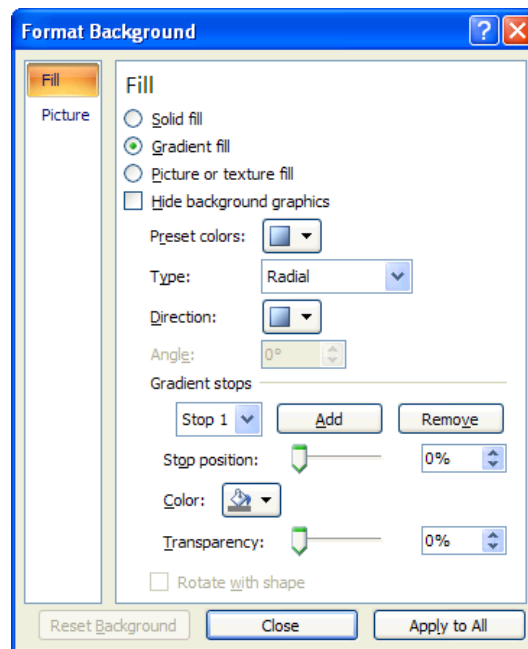 Format Background
Fill
Picture
Fill
Solid fill
Gradient fill
Picture or texture fill
Hide background graphics
Preset colors:
Type: Radial
Direction:
Angle: 0°
Gradient stops
Stop 1 Add Remove
Stop position: 0%
Color:
Transparency: 0%
Rotate with shape
Reset Background Close Apply to All